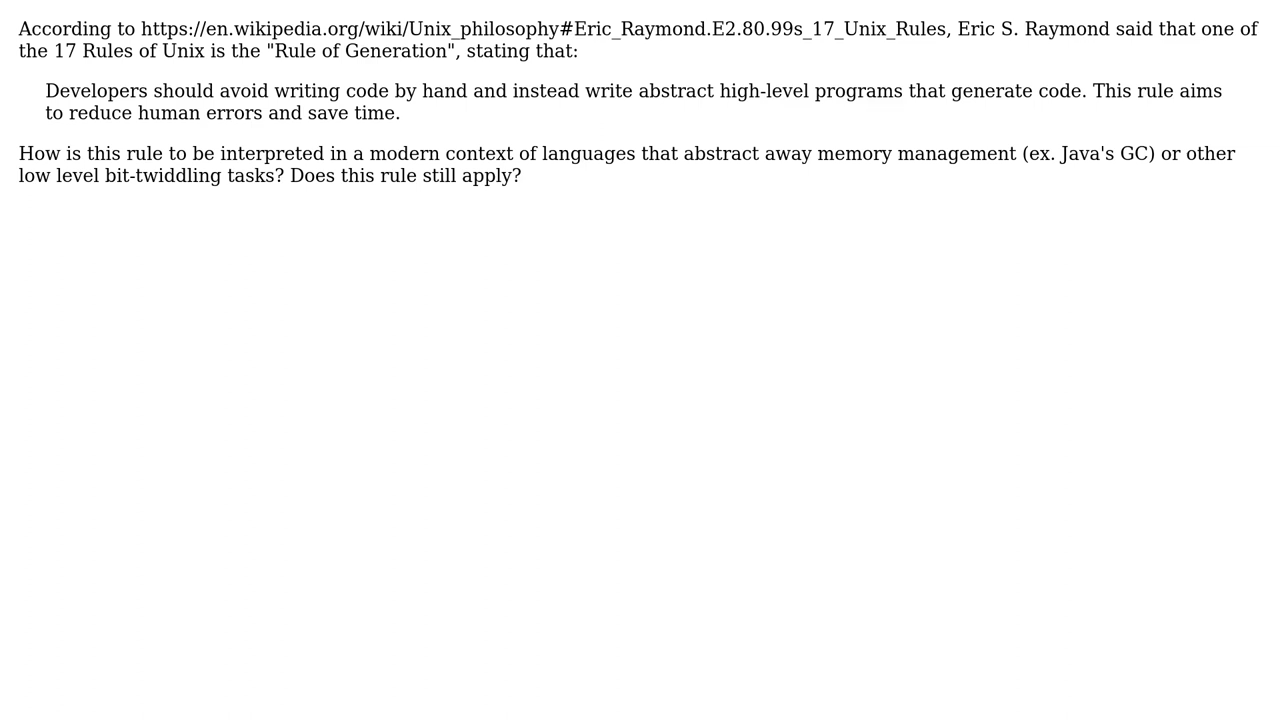 According to https://en.wikipedia.org/wiki/Unix_philosophy#Eric_Raymond.E2.80.99s_17_Unix_Rules, Eric S. Raymond said that one of
the 17 Rules of Unix is the "Rule of Generation", stating that:
Developers should avoid writing code by hand and instead write abstract high-level programs that generate code. This rule aims
to reduce human errors and save time.
How is this rule to be interpreted in a modern context of languages that abstract away memory management (ex. Java's GC) or other
low level bit-twiddling tasks? Does this rule still apply?